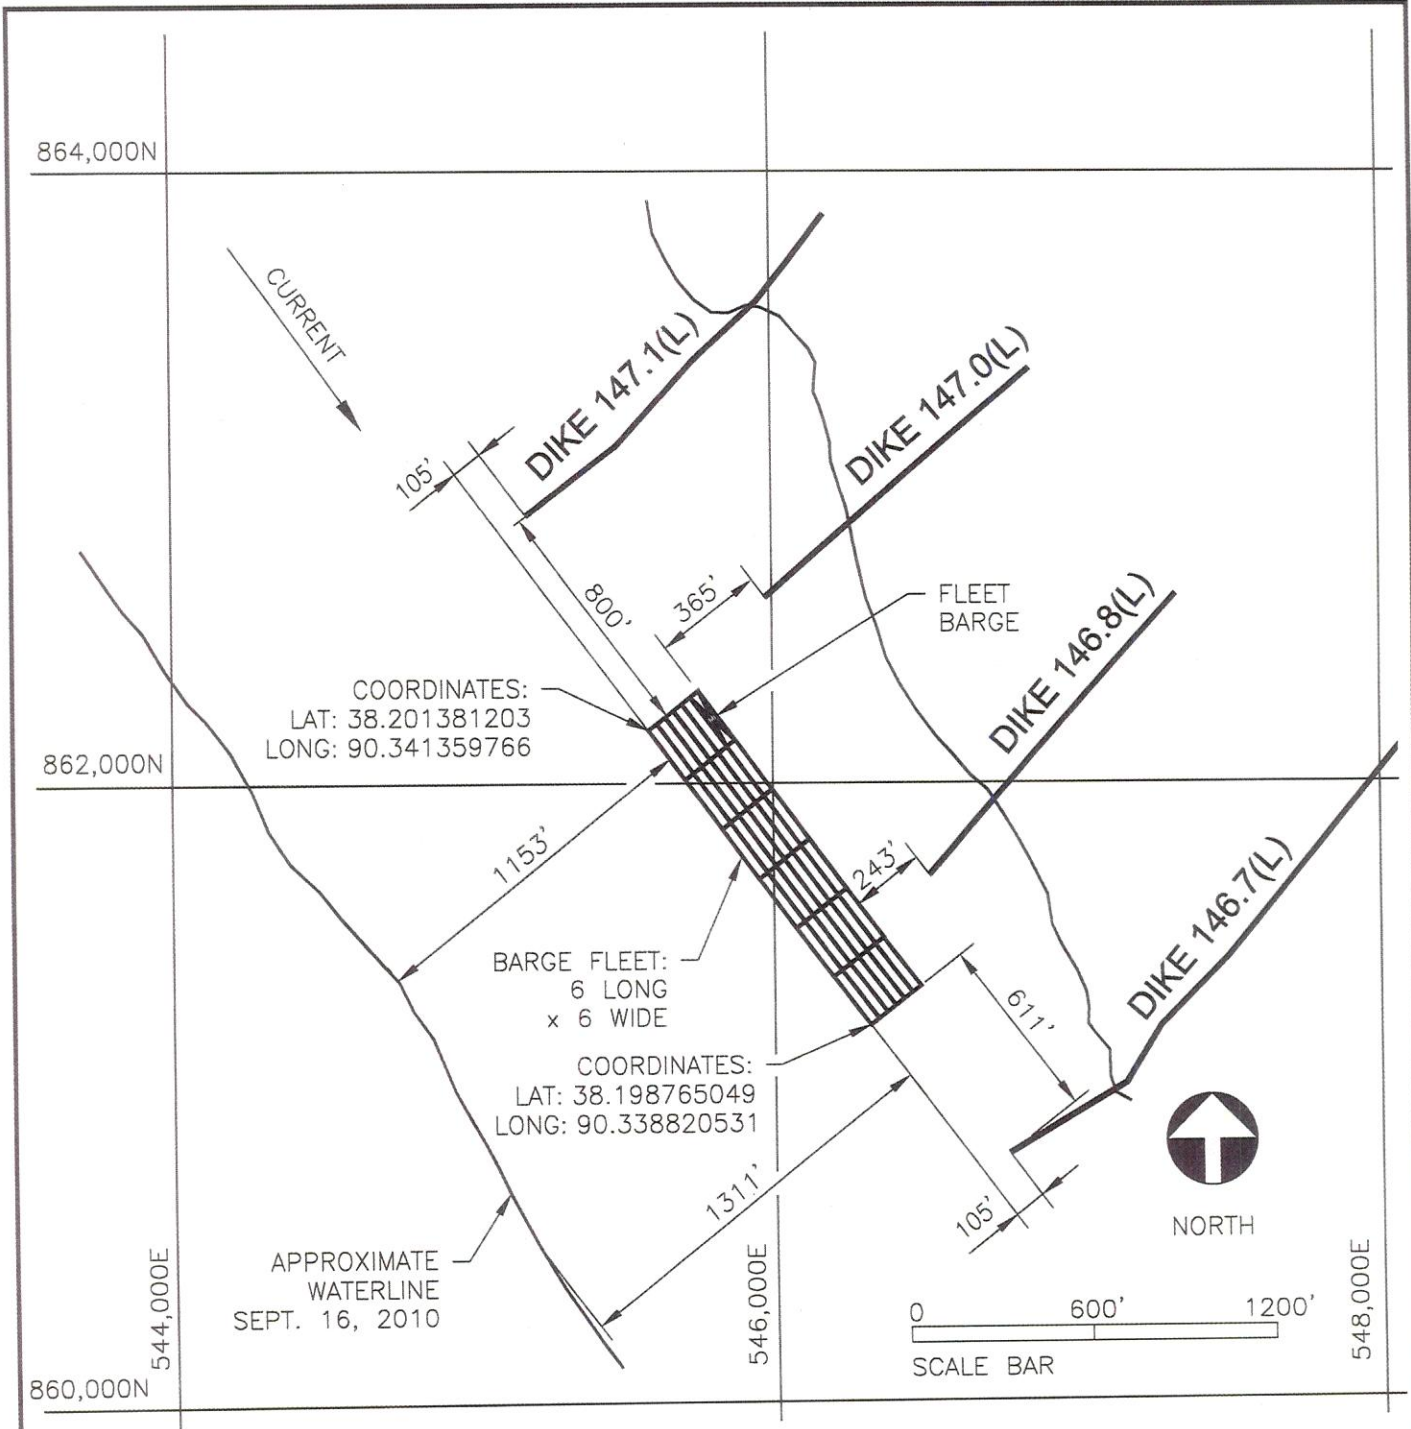 864,000N
CURRENT
DIKE 147.1(L)
DIKE 147.0(L)
105'
800'
365'
FLEET
BARGE
DIKE 146.8(L)
COORDINATES:
LAT: 38.201381203
LONG: 90.341359766
862,000N
1153'
243'
DIKE 146.7(L)
BARGE FLEET:
6 LONG
x 6 WIDE
611'
COORDINATES:
LAT: 38.198765049
LONG: 90.338820531
1311'
105'
NORTH
APPROXIMATE
WATERLINE
SEPT. 16, 2010
544,000E
546,000E
548,000E
0 600' 1200'
SCALE BAR
860,000N